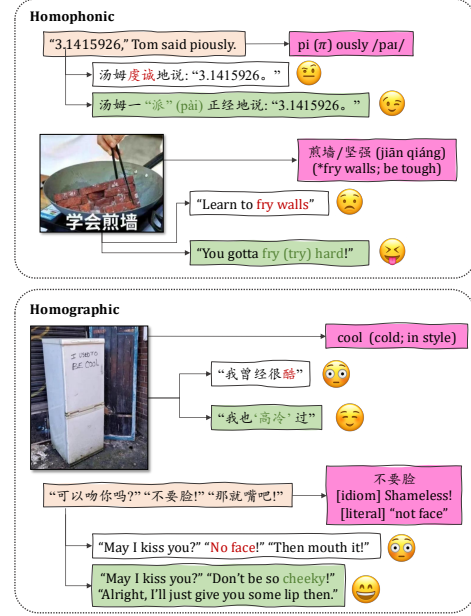 Homophonic
“3.1415926,” Tom said piously.
pi (π) ously /paɪ/
汤姆虔诚地说: “3.1415926。”
汤姆一 “派” (pài) 正经地说: “3.1415926。”
学会煎墙
煎墙/坚强 (jiān qiáng)
(*fry walls; be tough)
“Learn to fry walls”
“You gotta fry (try) hard!”
Homographic
I USED TO
BE COOL
cool (cold; in style)
“我曾经很酷”
“我也‘高冷’ 过”
“可以吻你吗?” “不要脸!” “那就嘴吧!”
不要脸
[idiom] Shameless!
[literal] “not face”
“May I kiss you?” “No face!” “Then mouth it!”
“May I kiss you?” “Don’t be so cheeky!”
“Alright, I’ll just give you some lip then.”